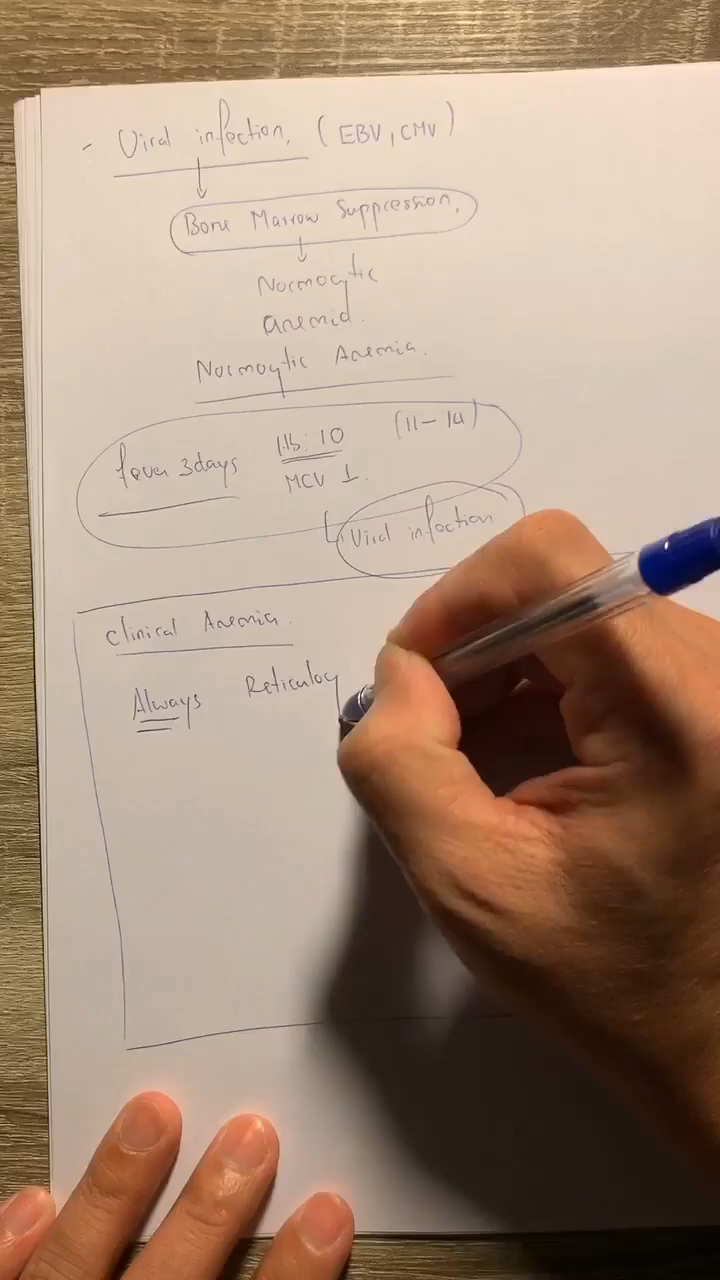 - Viral infection, (EBV, CMV)
Bone Marrow Suppression,
Normocytic
anemia.
Normocytic Anemia.
fever 3days Hb: 10 (11-14)
MCV ⊥.
Viral infection
Clinical Anemia.
Always Reticulocy